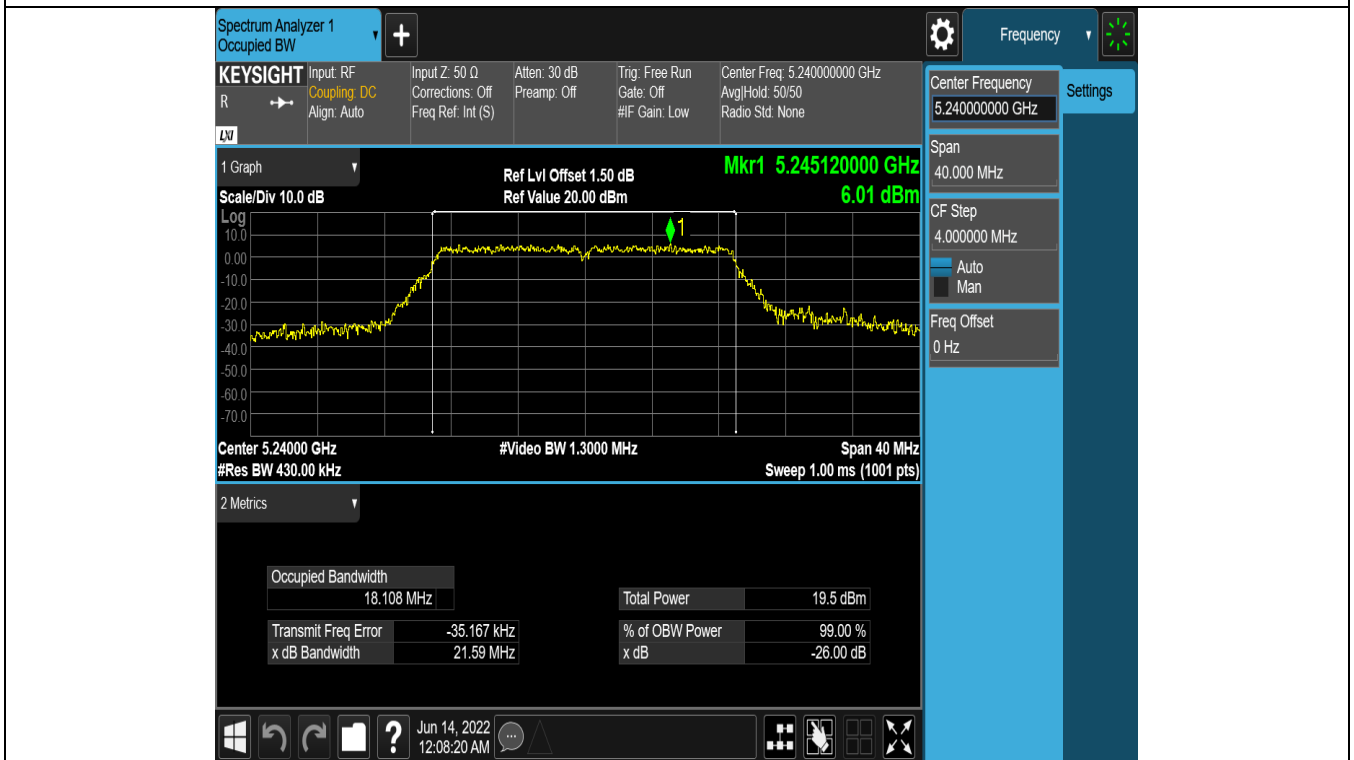 Spectrum Analyzer 1
Occupied BW
Frequency
KEYSIGHT
R
LXI
Input: RF
Coupling: DC
Align: Auto
Input Z: 50 Ω
Corrections: Off
Freq Ref: Int (S)
Atten: 30 dB
Preamp: Off
Trig: Free Run
Gate: Off
#IF Gain: Low
Center Freq: 5.240000000 GHz
Avg|Hold: 50/50
Radio Std: None
Center Frequency
5.240000000 GHz
Settings
Span
40.000 MHz
CF Step
4.000000 MHz
Auto
Man
Freq Offset
0 Hz
1 Graph
Scale/Div 10.0 dB
Ref Lvl Offset 1.50 dB
Ref Value 20.00 dBm
Mkr1 5.245120000 GHz
6.01 dBm
Log
10.0
0.00
-10.0
-20.0
-30.0
-40.0
-50.0
-60.0
-70.0
1
Center 5.24000 GHz
#Video BW 1.3000 MHz
Span 40 MHz
#Res BW 430.00 kHz
Sweep 1.00 ms (1001 pts)
2 Metrics
Occupied Bandwidth
18.108 MHz
Total Power 19.5 dBm
Transmit Freq Error -35.167 kHz
% of OBW Power 99.00 %
x dB Bandwidth 21.59 MHz
x dB -26.00 dB
Jun 14, 2022
12:08:20 AM